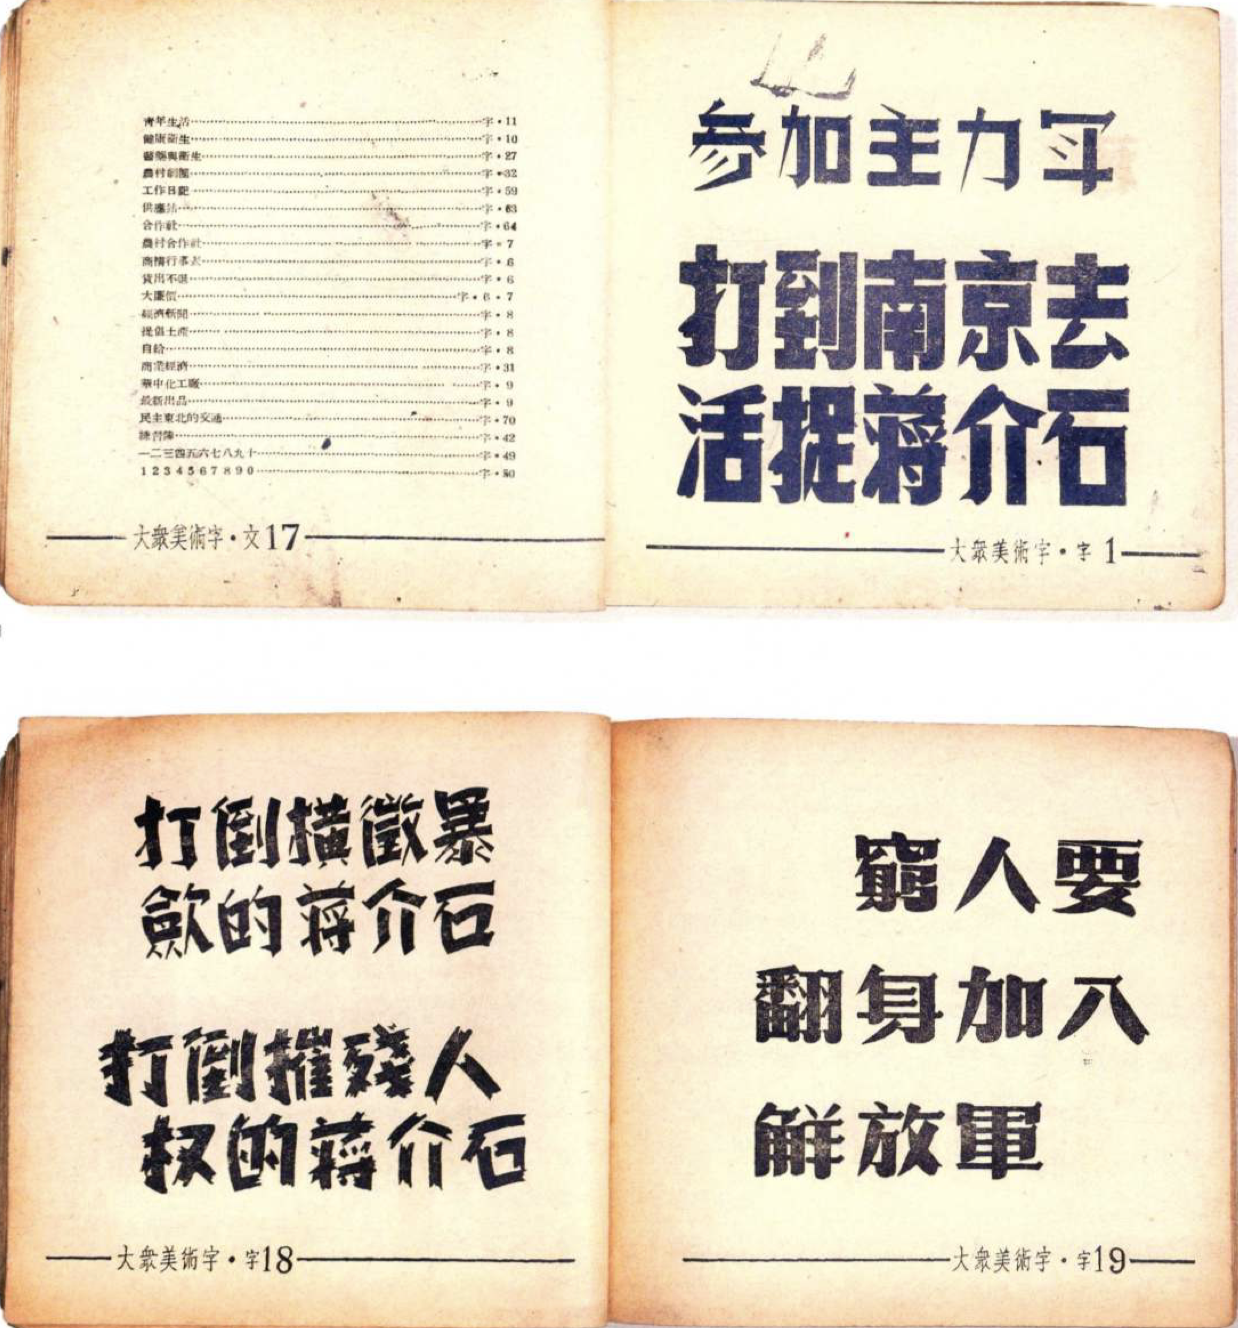 青年生活……字·11
健康衛生……字·10
醫藥與衛生……字·27
農村劇團……字·32
工作日記……字·59
供應站……字·63
合作社……字·64
農村合作社……字·7
商情行事表……字·6
貨出不退……字·6
大廉價……字·6·7
經濟新聞……字·8
提倡土產……字·8
自給……字·8
商業經濟……字·31
華中化工廠……字·9
最新出品……字·9
民主東北的交通……字·70
……字·42
一二三四五六七八九十……字·49
1234567890……字·50
大衆美術字·文17
参加主力军
打到南京去
活捉蔣介石
大衆美術字·字1
打倒橫徵暴
歛的蔣介石
打倒摧殘人
权的蔣介石
大衆美術字·字18
窮人要
翻身加入
解放軍
大衆美術字·字19